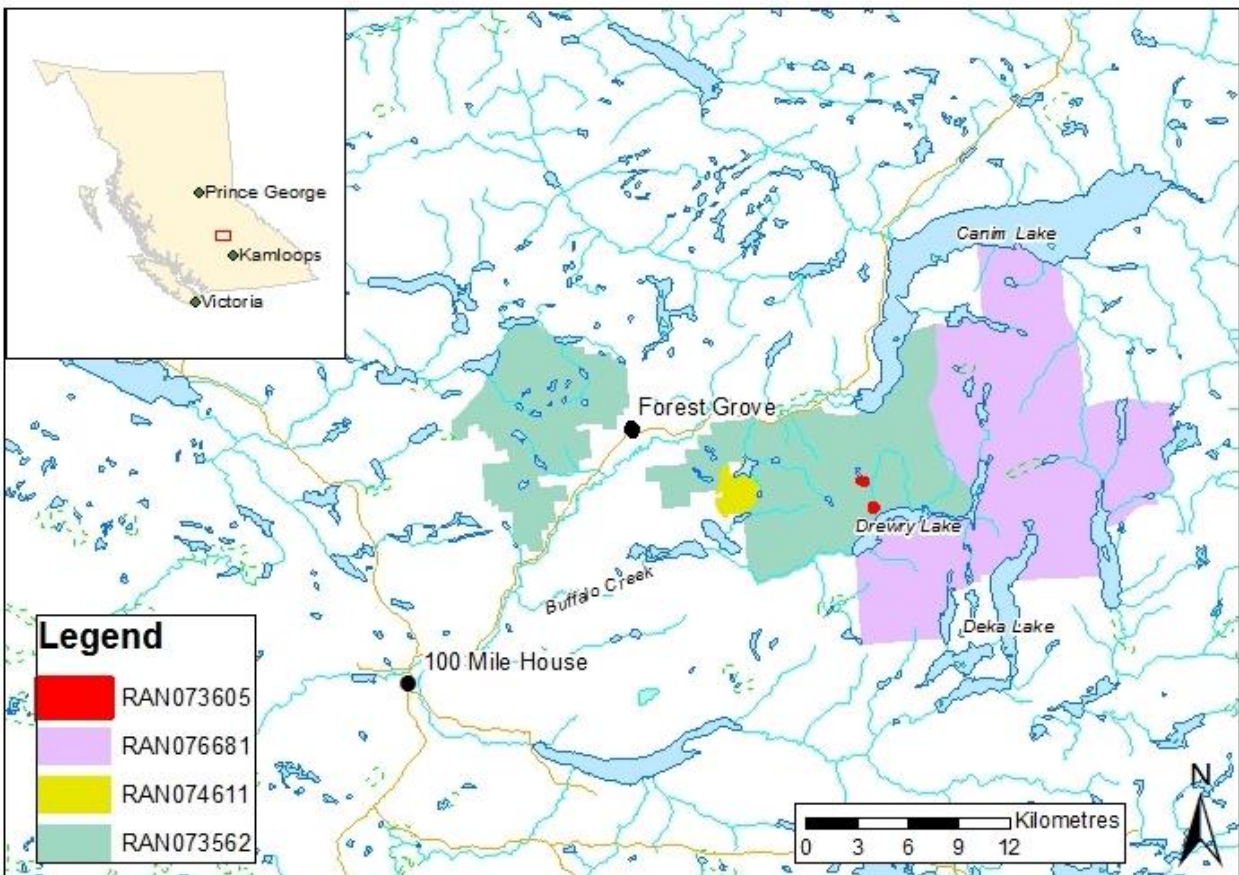 Prince George
Kamloops
Victoria
Canim Lake
Forest Grove
Drewry Lake
Buffalo Creek
Deka Lake
100 Mile House
Legend
RAN073605
RAN076681
RAN074611
RAN073562
N
Kilometres
0 3 6 9 12